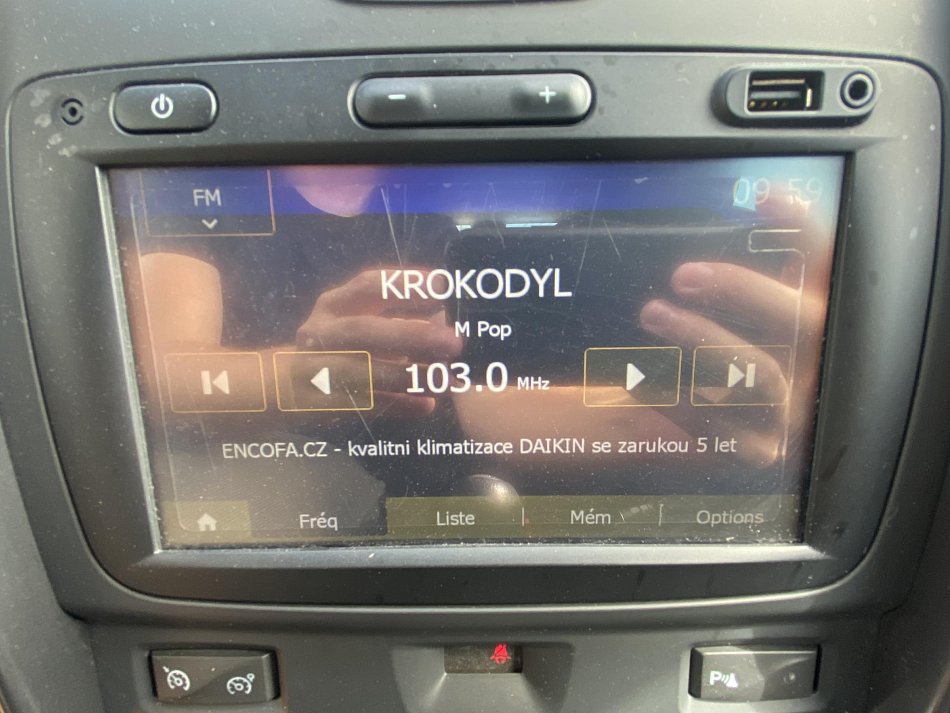 FM
09 59
KROKODYL
M Pop
103.0 MHz
ENCOFA.CZ - kvalitni klimatizace DAIKIN se zarukou 5 let
Fréq
Liste
Mém
Options
P